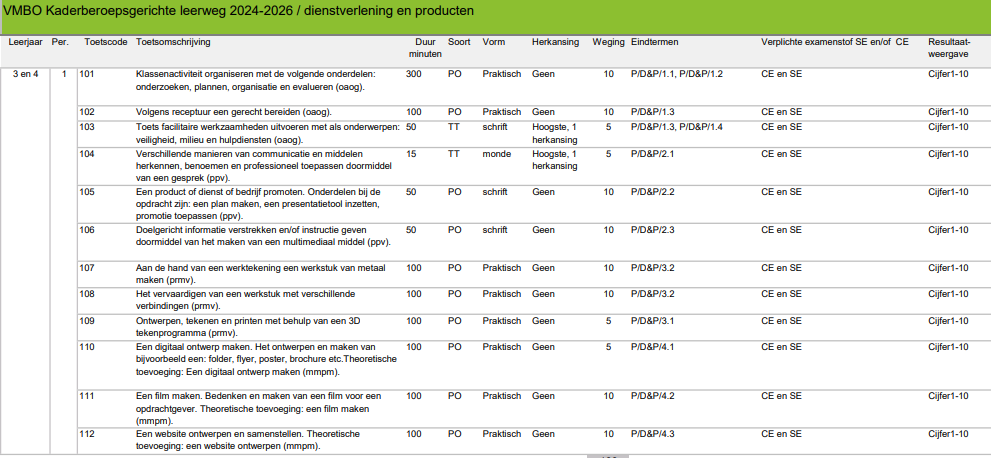 VMBO Kaderberoepsgerichte leerweg 2024-2026 / dienstverlening en producten
Leerjaar Per. Toetscode Toetsomschrijving Duur minuten Soort Vorm Herkansing Weging Eindtermen Verplichte examenstof SE en/of CE Resultaat-weergave
3 en 4 1 101 Klassenactiviteit organiseren met de volgende onderdelen: 300 PO Praktisch Geen 10 P/D&P/1.1, P/D&P/1.2 CE en SE Cijfer1-10
onderzoeken, plannen, organisatie en evalueren (oaog).
102 Volgens receptuur een gerecht bereiden (oaog). 100 PO Praktisch Geen 10 P/D&P/1.3 CE en SE Cijfer1-10
103 Toets facilitaire werkzaamheden uitvoeren met als onderwerpen: 50 TT schrift Hoogste, 1 5 P/D&P/1.3, P/D&P/1.4 CE en SE Cijfer1-10
veiligheid, milieu en hulpdiensten (oaog). herkansing
104 Verschillende manieren van communicatie en middelen 15 TT monde Hoogste, 1 5 P/D&P/2.1 CE en SE Cijfer1-10
herkennen, benoemen en professioneel toepassen doormiddel herkansing
van een gesprek (ppv).
105 Een product of dienst of bedrijf promoten. Onderdelen bij de 50 PO schrift Geen 10 P/D&P/2.2 CE en SE Cijfer1-10
opdracht zijn: een plan maken, een presentatietool inzetten,
promotie toepassen (ppv).
106 Doelgericht informatie verstrekken en/of instructie geven 50 PO schrift Geen 10 P/D&P/2.3 CE en SE Cijfer1-10
doormiddel van het maken van een multimediaal middel (ppv).
107 Aan de hand van een werktekening een werkstuk van metaal 100 PO Praktisch Geen 10 P/D&P/3.2 CE en SE Cijfer1-10
maken (prmv).
108 Het vervaardigen van een werkstuk met verschillende 100 PO Praktisch Geen 10 P/D&P/3.2 CE en SE Cijfer1-10
verbindingen (prmv).
109 Ontwerpen, tekenen en printen met behulp van een 3D 100 PO Praktisch Geen 5 P/D&P/3.1 CE en SE Cijfer1-10
tekenprogramma (prmv).
110 Een digitaal ontwerp maken. Het ontwerpen en maken van 100 PO Praktisch Geen 5 P/D&P/4.1 CE en SE Cijfer1-10
bijvoorbeeld een: folder, flyer, poster, brochure etc.Theoretische
toevoeging: Een digitaal ontwerp maken (mmpm).
111 Een film maken. Bedenken en maken van een film voor een 100 PO Praktisch Geen 10 P/D&P/4.2 CE en SE Cijfer1-10
opdrachtgever. Theoretische toevoeging: een film maken
(mmpm).
112 Een website ontwerpen en samenstellen. Theoretische 100 PO Praktisch Geen 10 P/D&P/4.3 CE en SE Cijfer1-10
toevoeging: een website ontwerpen (mmpm).